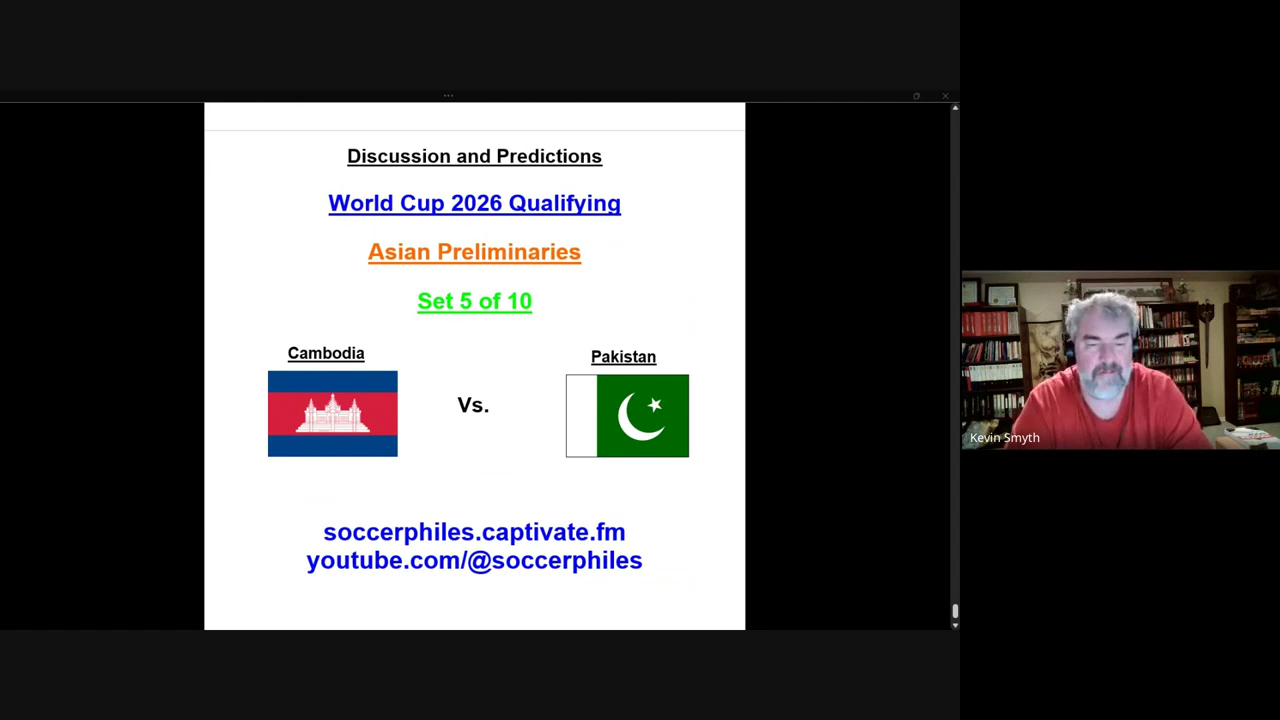 Discussion and Predictions
World Cup 2026 Qualifying
Asian Preliminaries
Set 5 of 10
Cambodia
Pakistan
Vs.
soccerphiles.captivate.fm
youtube.com/@soccerphiles
Kevin Smyth